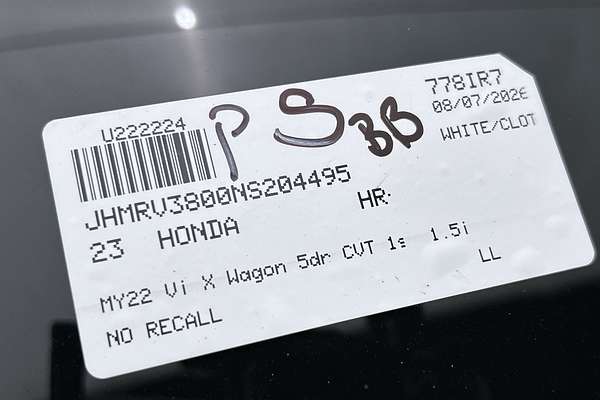 U222224
P S BB
778IR7
08/07/2026
WHITE/CLOT
JHMRV3800NS204495
23 HONDA HR-
MY22 Vi X Wagon 5dr CVT 1s 1.5i
LL
NO RECALL